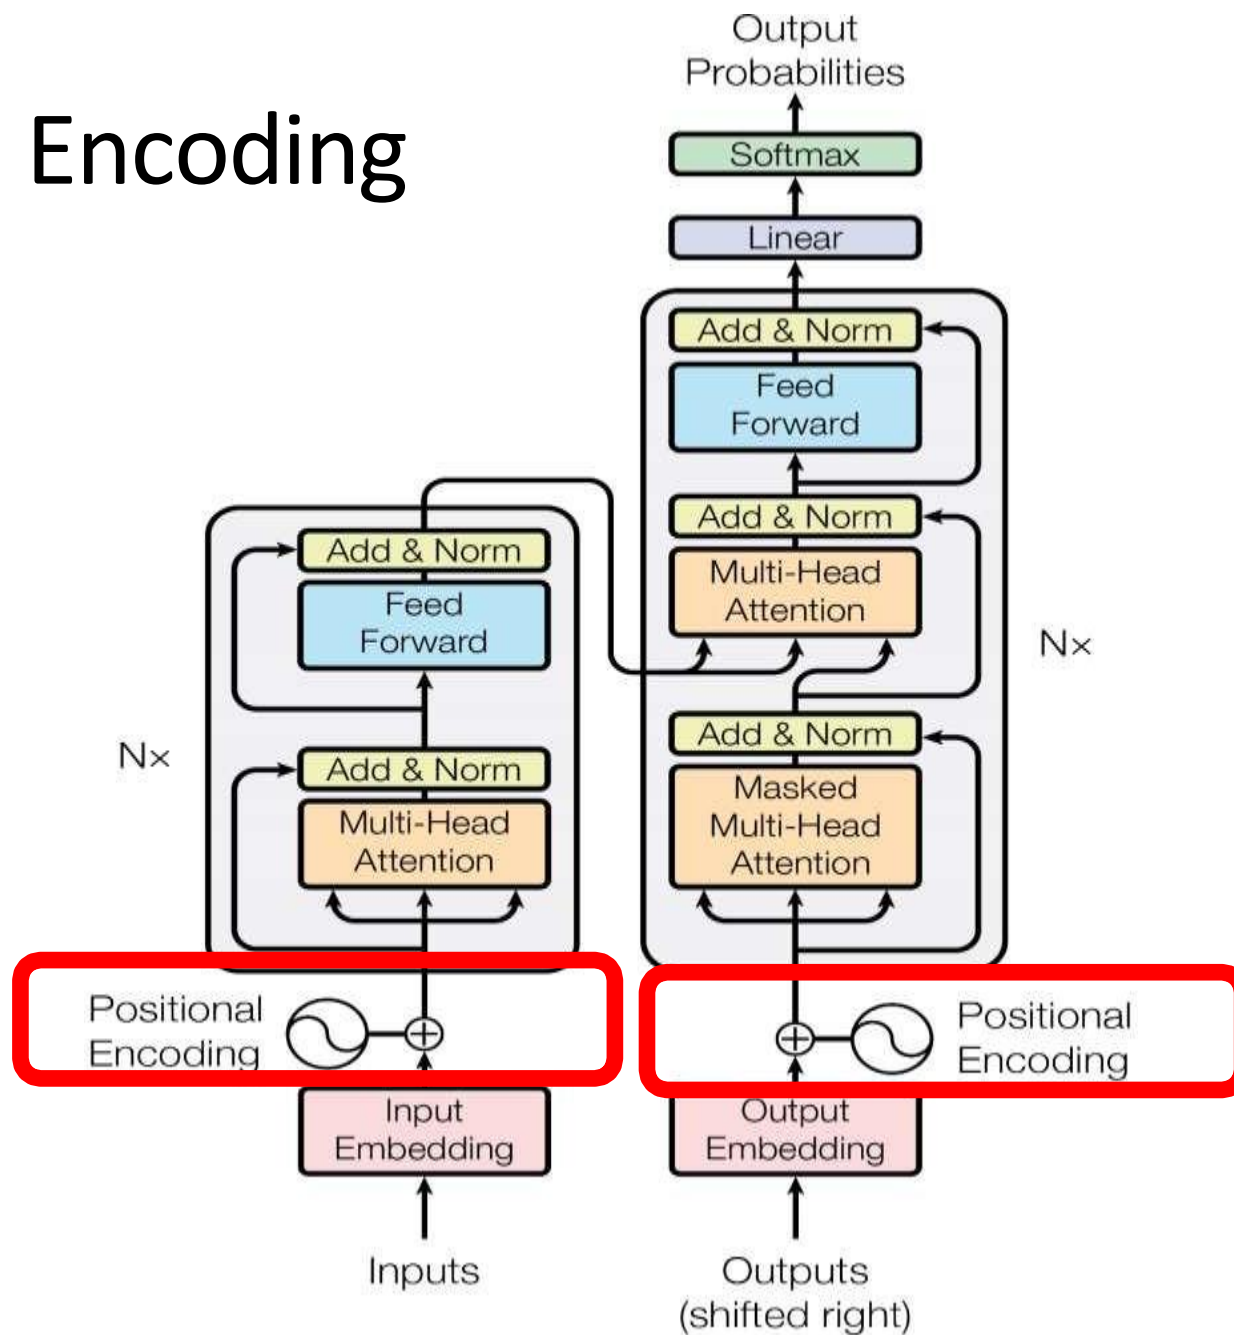 Encoding
Output
Probabilities
Softmax
Linear
Add & Norm
Feed
Forward
Add & Norm
Multi-Head
Attention
Nx
Add & Norm
Masked
Multi-Head
Attention
Add & Norm
Feed
Forward
Nx
Add & Norm
Multi-Head
Attention
Positional
Encoding
Positional
Encoding
Input
Embedding
Output
Embedding
Inputs
Outputs
(shifted right)